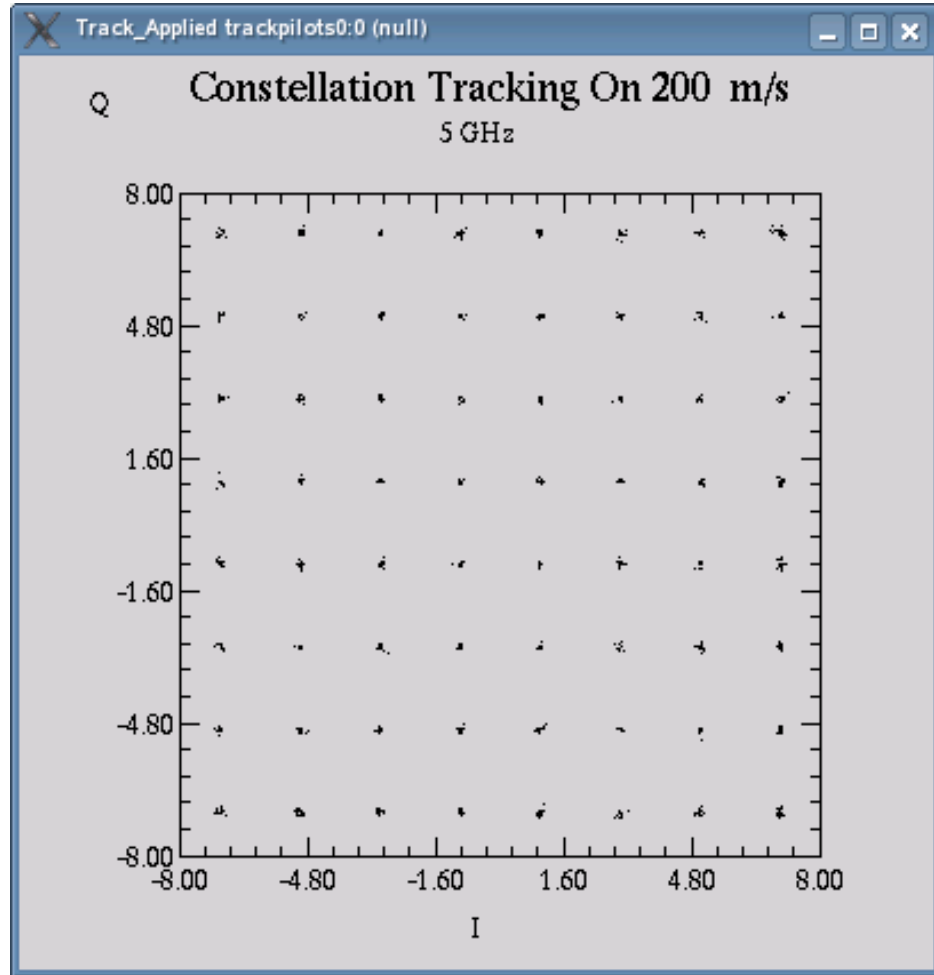 Track_Applied trackpilots0:0 (null)
Constellation Tracking On 200 m/s
Q
5 GHz
8.00
4.80
1.60
-1.60
-4.80
-8.00
-8.00 -4.80 -1.60 1.60 4.80 8.00
I